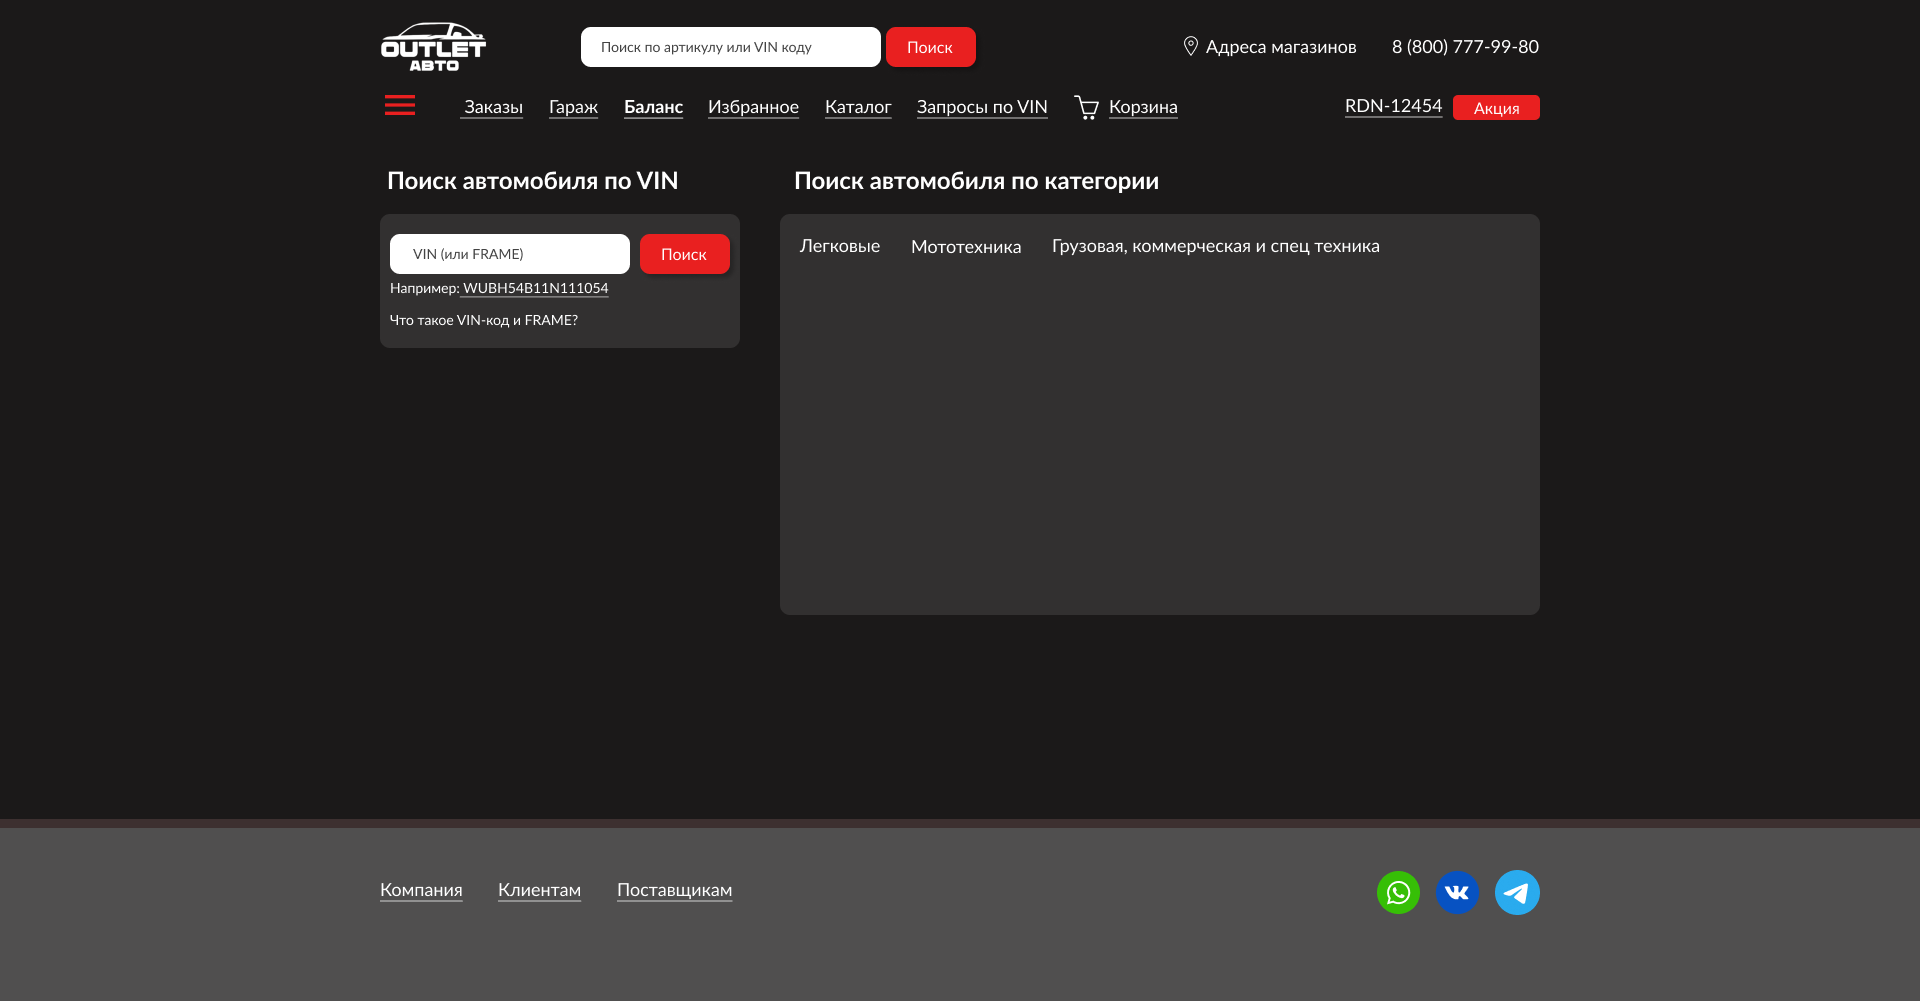 OUTLET
АВТО
Поиск по артикулу или VIN коду
Поиск
Адреса магазинов
8 (800) 777-99-80
Заказы
Гараж
Баланс
Избранное
Каталог
Запросы по VIN
Корзина
RDN-12454
Акция
Поиск автомобиля по VIN
VIN (или FRAME)
Поиск
Например: WUBH54B11N111054
Что такое VIN-код и FRAME?
Поиск автомобиля по категории
Легковые
Мототехника
Грузовая, коммерческая и спец техника
Компания
Клиентам
Поставщикам